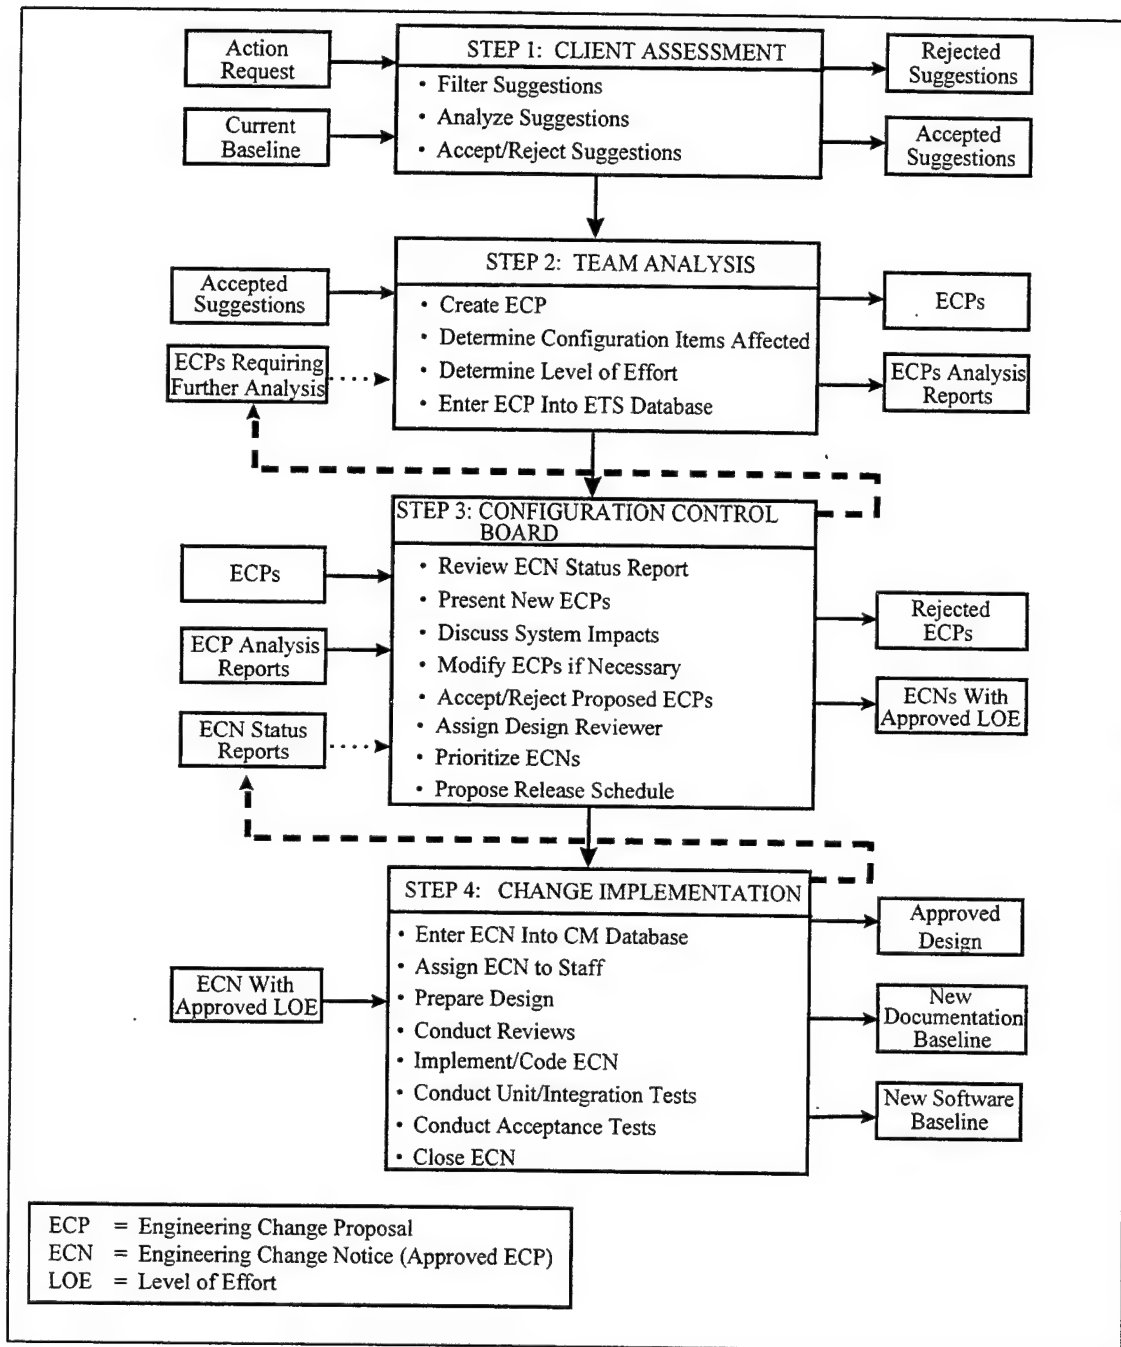 Action
Request
Current
Baseline
STEP 1: CLIENT ASSESSMENT
• Filter Suggestions
• Analyze Suggestions
• Accept/Reject Suggestions
Rejected
Suggestions
Accepted
Suggestions
Accepted
Suggestions
ECPs Requiring
Further Analysis
STEP 2: TEAM ANALYSIS
• Create ECP
• Determine Configuration Items Affected
• Determine Level of Effort
• Enter ECP Into ETS Database
ECPs
ECPs Analysis
Reports
ECPs
ECP Analysis
Reports
ECN Status
Reports
STEP 3: CONFIGURATION CONTROL
BOARD
• Review ECN Status Report
• Present New ECPs
• Discuss System Impacts
• Modify ECPs if Necessary
• Accept/Reject Proposed ECPs
• Assign Design Reviewer
• Prioritize ECNs
• Propose Release Schedule
Rejected
ECPs
ECNs With
Approved LOE
ECN With
Approved LOE
STEP 4: CHANGE IMPLEMENTATION
• Enter ECN Into CM Database
• Assign ECN to Staff
• Prepare Design
• Conduct Reviews
• Implement/Code ECN
• Conduct Unit/Integration Tests
• Conduct Acceptance Tests
• Close ECN
Approved
Design
New
Documentation
Baseline
New Software
Baseline
ECP = Engineering Change Proposal
ECN = Engineering Change Notice (Approved ECP)
LOE = Level of Effort